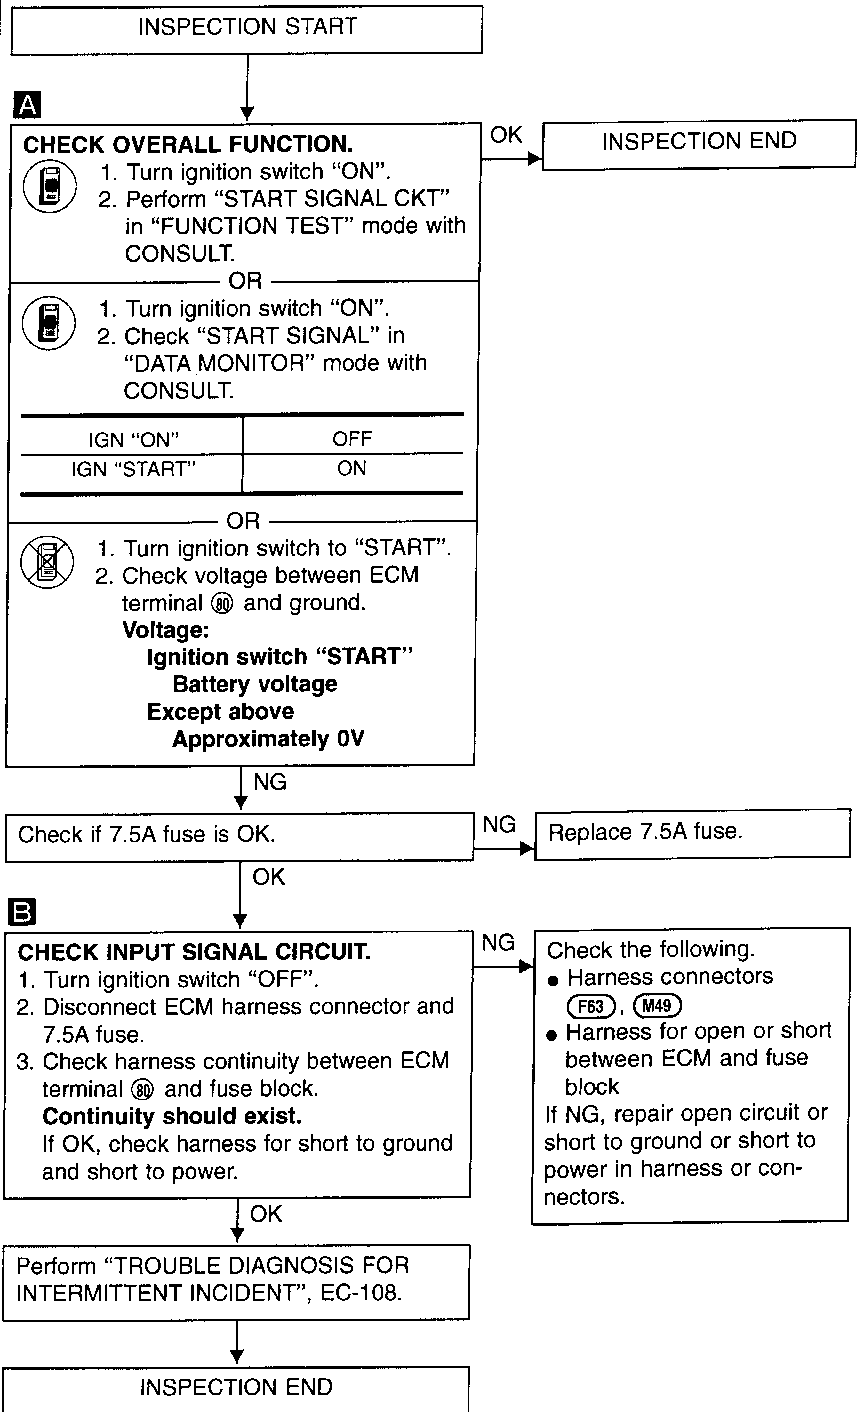 INSPECTION START
A
CHECK OVERALL FUNCTION.
1. Turn ignition switch “ON”.
2. Perform “START SIGNAL CKT”
in “FUNCTION TEST” mode with
CONSULT.
OR
1. Turn ignition switch “ON”.
2. Check “START SIGNAL” in
“DATA MONITOR” mode with
CONSULT.
IGN “ON” OFF
IGN “START” ON
OR
1. Turn ignition switch to “START”.
2. Check voltage between ECM
terminal 80 and ground.
Voltage:
Ignition switch “START”
Battery voltage
Except above
Approximately 0V
OK
INSPECTION END
NG
Check if 7.5A fuse is OK.
NG
Replace 7.5A fuse.
OK
B
CHECK INPUT SIGNAL CIRCUIT.
1. Turn ignition switch “OFF”.
2. Disconnect ECM harness connector and
7.5A fuse.
3. Check harness continuity between ECM
terminal 80 and fuse block.
Continuity should exist.
If OK, check harness for short to ground
and short to power.
NG
Check the following.
● Harness connectors
F63, M49
● Harness for open or short
between ECM and fuse
block
If NG, repair open circuit or
short to ground or short to
power in harness or con-
nectors.
OK
Perform “TROUBLE DIAGNOSIS FOR
INTERMITTENT INCIDENT”, EC-108.
INSPECTION END